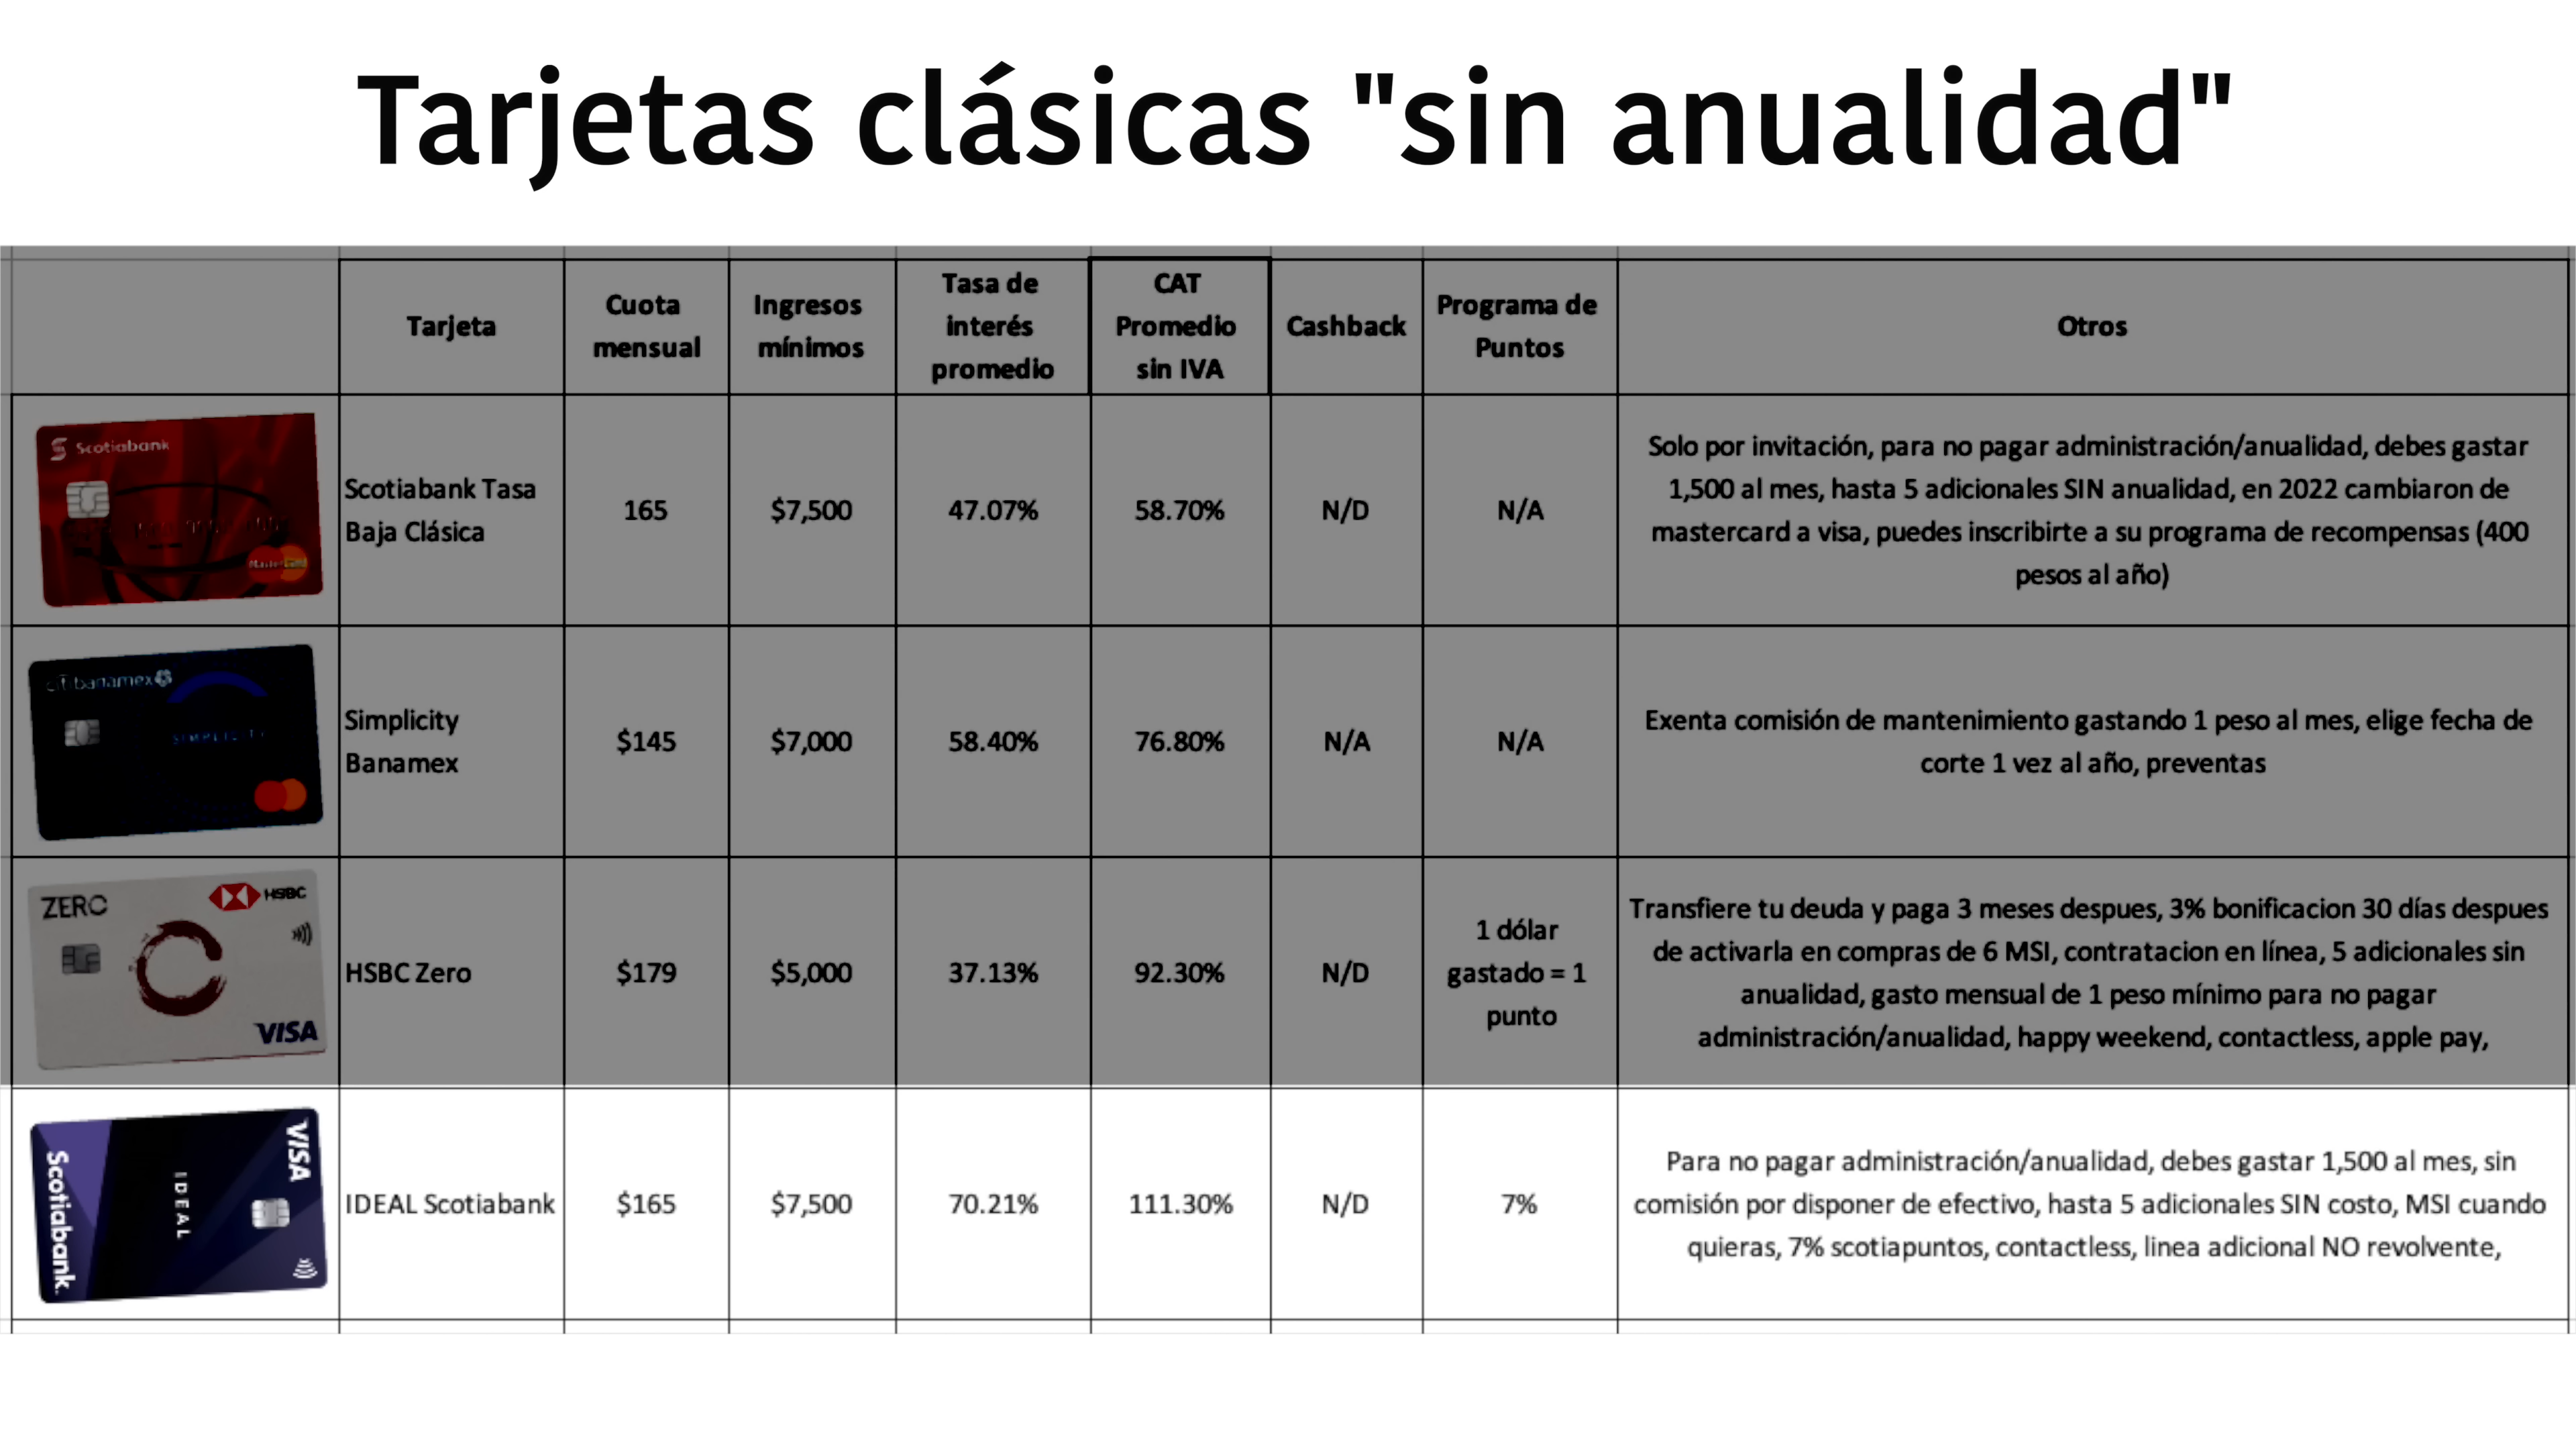 Tarjetas clásicas "sin anualidad"
Tarjeta
Cuota
mensual
Ingresos
mínimos
Tasa de
interés
promedio
CAT
Promedio
sin IVA
Cashback
Programa de
Puntos
Otros
Scotiabank
MasterCard
Scotiabank Tasa
Baja Clásica
165
$7,500
47.07%
58.70%
N/D
N/A
Solo por invitación, para no pagar administración/anualidad, debes gastar
1,500 al mes, hasta 5 adicionales SIN anualidad, en 2022 cambiaron de
mastercard a visa, puedes inscribirte a su programa de recompensas (400
pesos al año)
citibanamex
SIMPLICITY
Simplicity
Banamex
$145
$7,000
58.40%
76.80%
N/A
N/A
Exenta comisión de mantenimiento gastando 1 peso al mes, elige fecha de
corte 1 vez al año, preventas
ZERO
HSBC
VISA
HSBC Zero
$179
$5,000
37.13%
92.30%
N/D
1 dólar
gastado = 1
punto
Transfiere tu deuda y paga 3 meses despues, 3% bonificacion 30 días despues
de activarla en compras de 6 MSI, contratacion en línea, 5 adicionales sin
anualidad, gasto mensual de 1 peso mínimo para no pagar
administración/anualidad, happy weekend, contactless, apple pay,
Scotiabank.
IDEAL
VISA
IDEAL Scotiabank
$165
$7,500
70.21%
111.30%
N/D
7%
Para no pagar administración/anualidad, debes gastar 1,500 al mes, sin
comisión por disponer de efectivo, hasta 5 adicionales SIN costo, MSI cuando
quieras, 7% scotiapuntos, contactless, linea adicional NO revolvente,